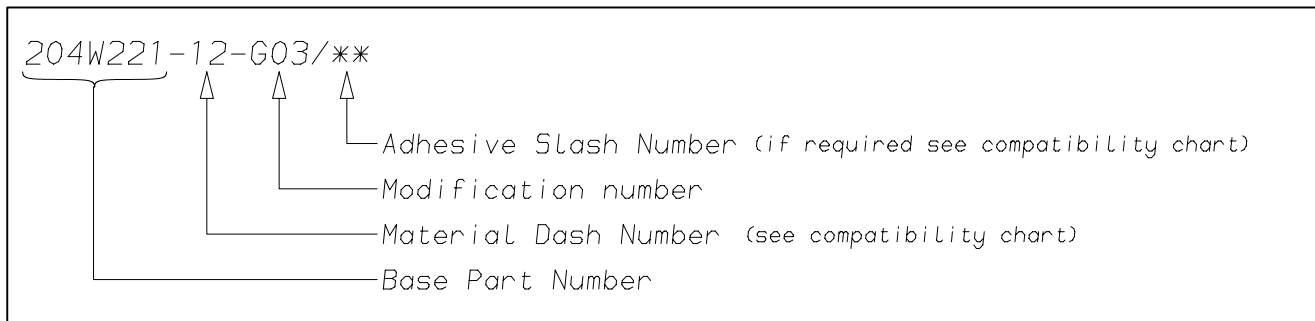 204W221-12-G03/**
Adhesive Slash Number (if required see compatibility chart)
Modification number
Material Dash Number (see compatibility chart)
Base Part Number